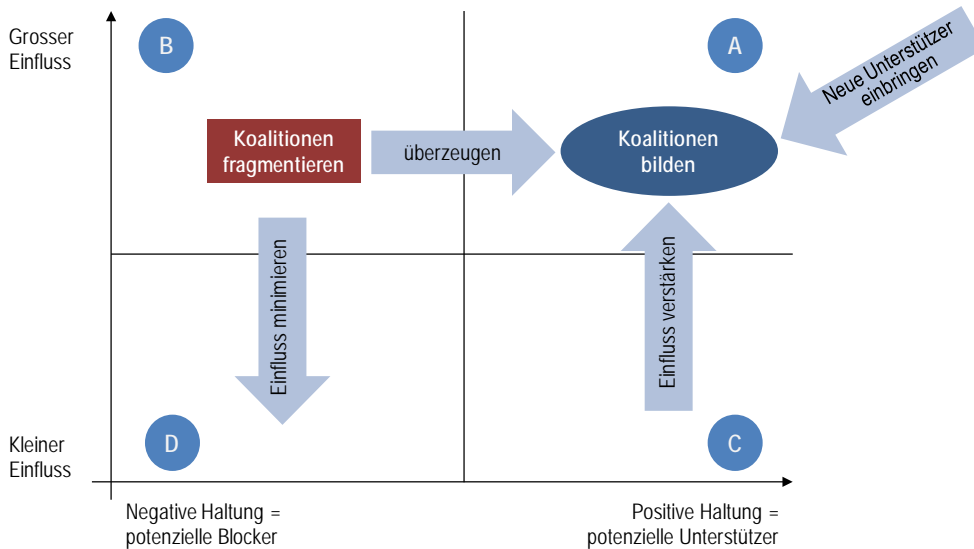 Grosser
Einfluss
B
A
Neue Unterstützer
einbringen
Koalitionen
fragmentieren
überzeugen
Koalitionen
bilden
Einfluss minimieren
Einfluss verstärken
D
C
Kleiner
Einfluss
Negative Haltung =
potenzielle Blocker
Positive Haltung =
potenzielle Unterstützer